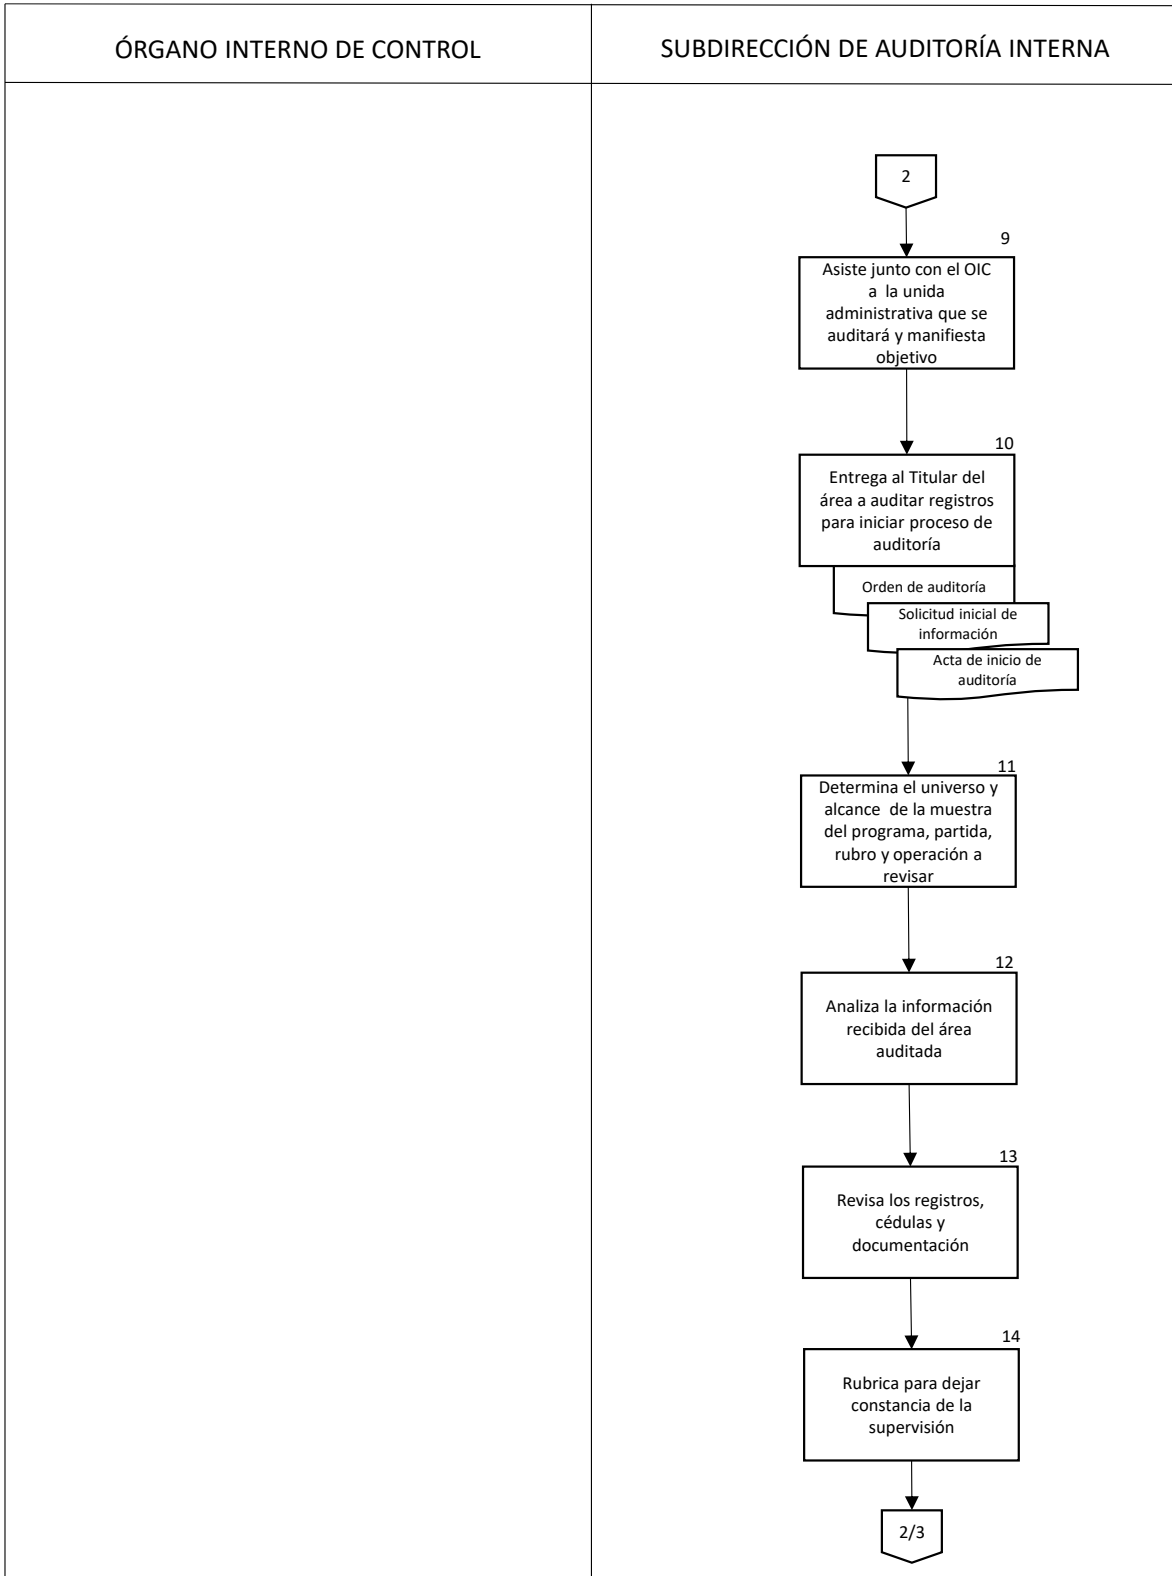 ÓRGANO INTERNO DE CONTROL
SUBDIRECCIÓN DE AUDITORÍA INTERNA
2
9
Asiste junto con el OIC
a la unida
administrativa que se
auditará y manifiesta
objetivo
10
Entrega al Titular del
área a auditar registros
para iniciar proceso de
auditoría
Orden de auditoría
Solicitud inicial de
información
Acta de inicio de
auditoría
11
Determina el universo y
alcance de la muestra
del programa, partida,
rubro y operación a
revisar
12
Analiza la información
recibida del área
auditada
13
Revisa los registros,
cédulas y
documentación
14
Rubrica para dejar
constancia de la
supervisión
2/3